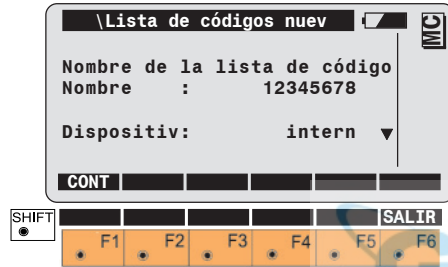 \Lista de códigos nuev
MC
Nombre de la lista de código
Nombre : 12345678
Dispositiv: intern ▼
CONT
SHIFT
SALIR
F1 F2 F3 F4 F5 F6